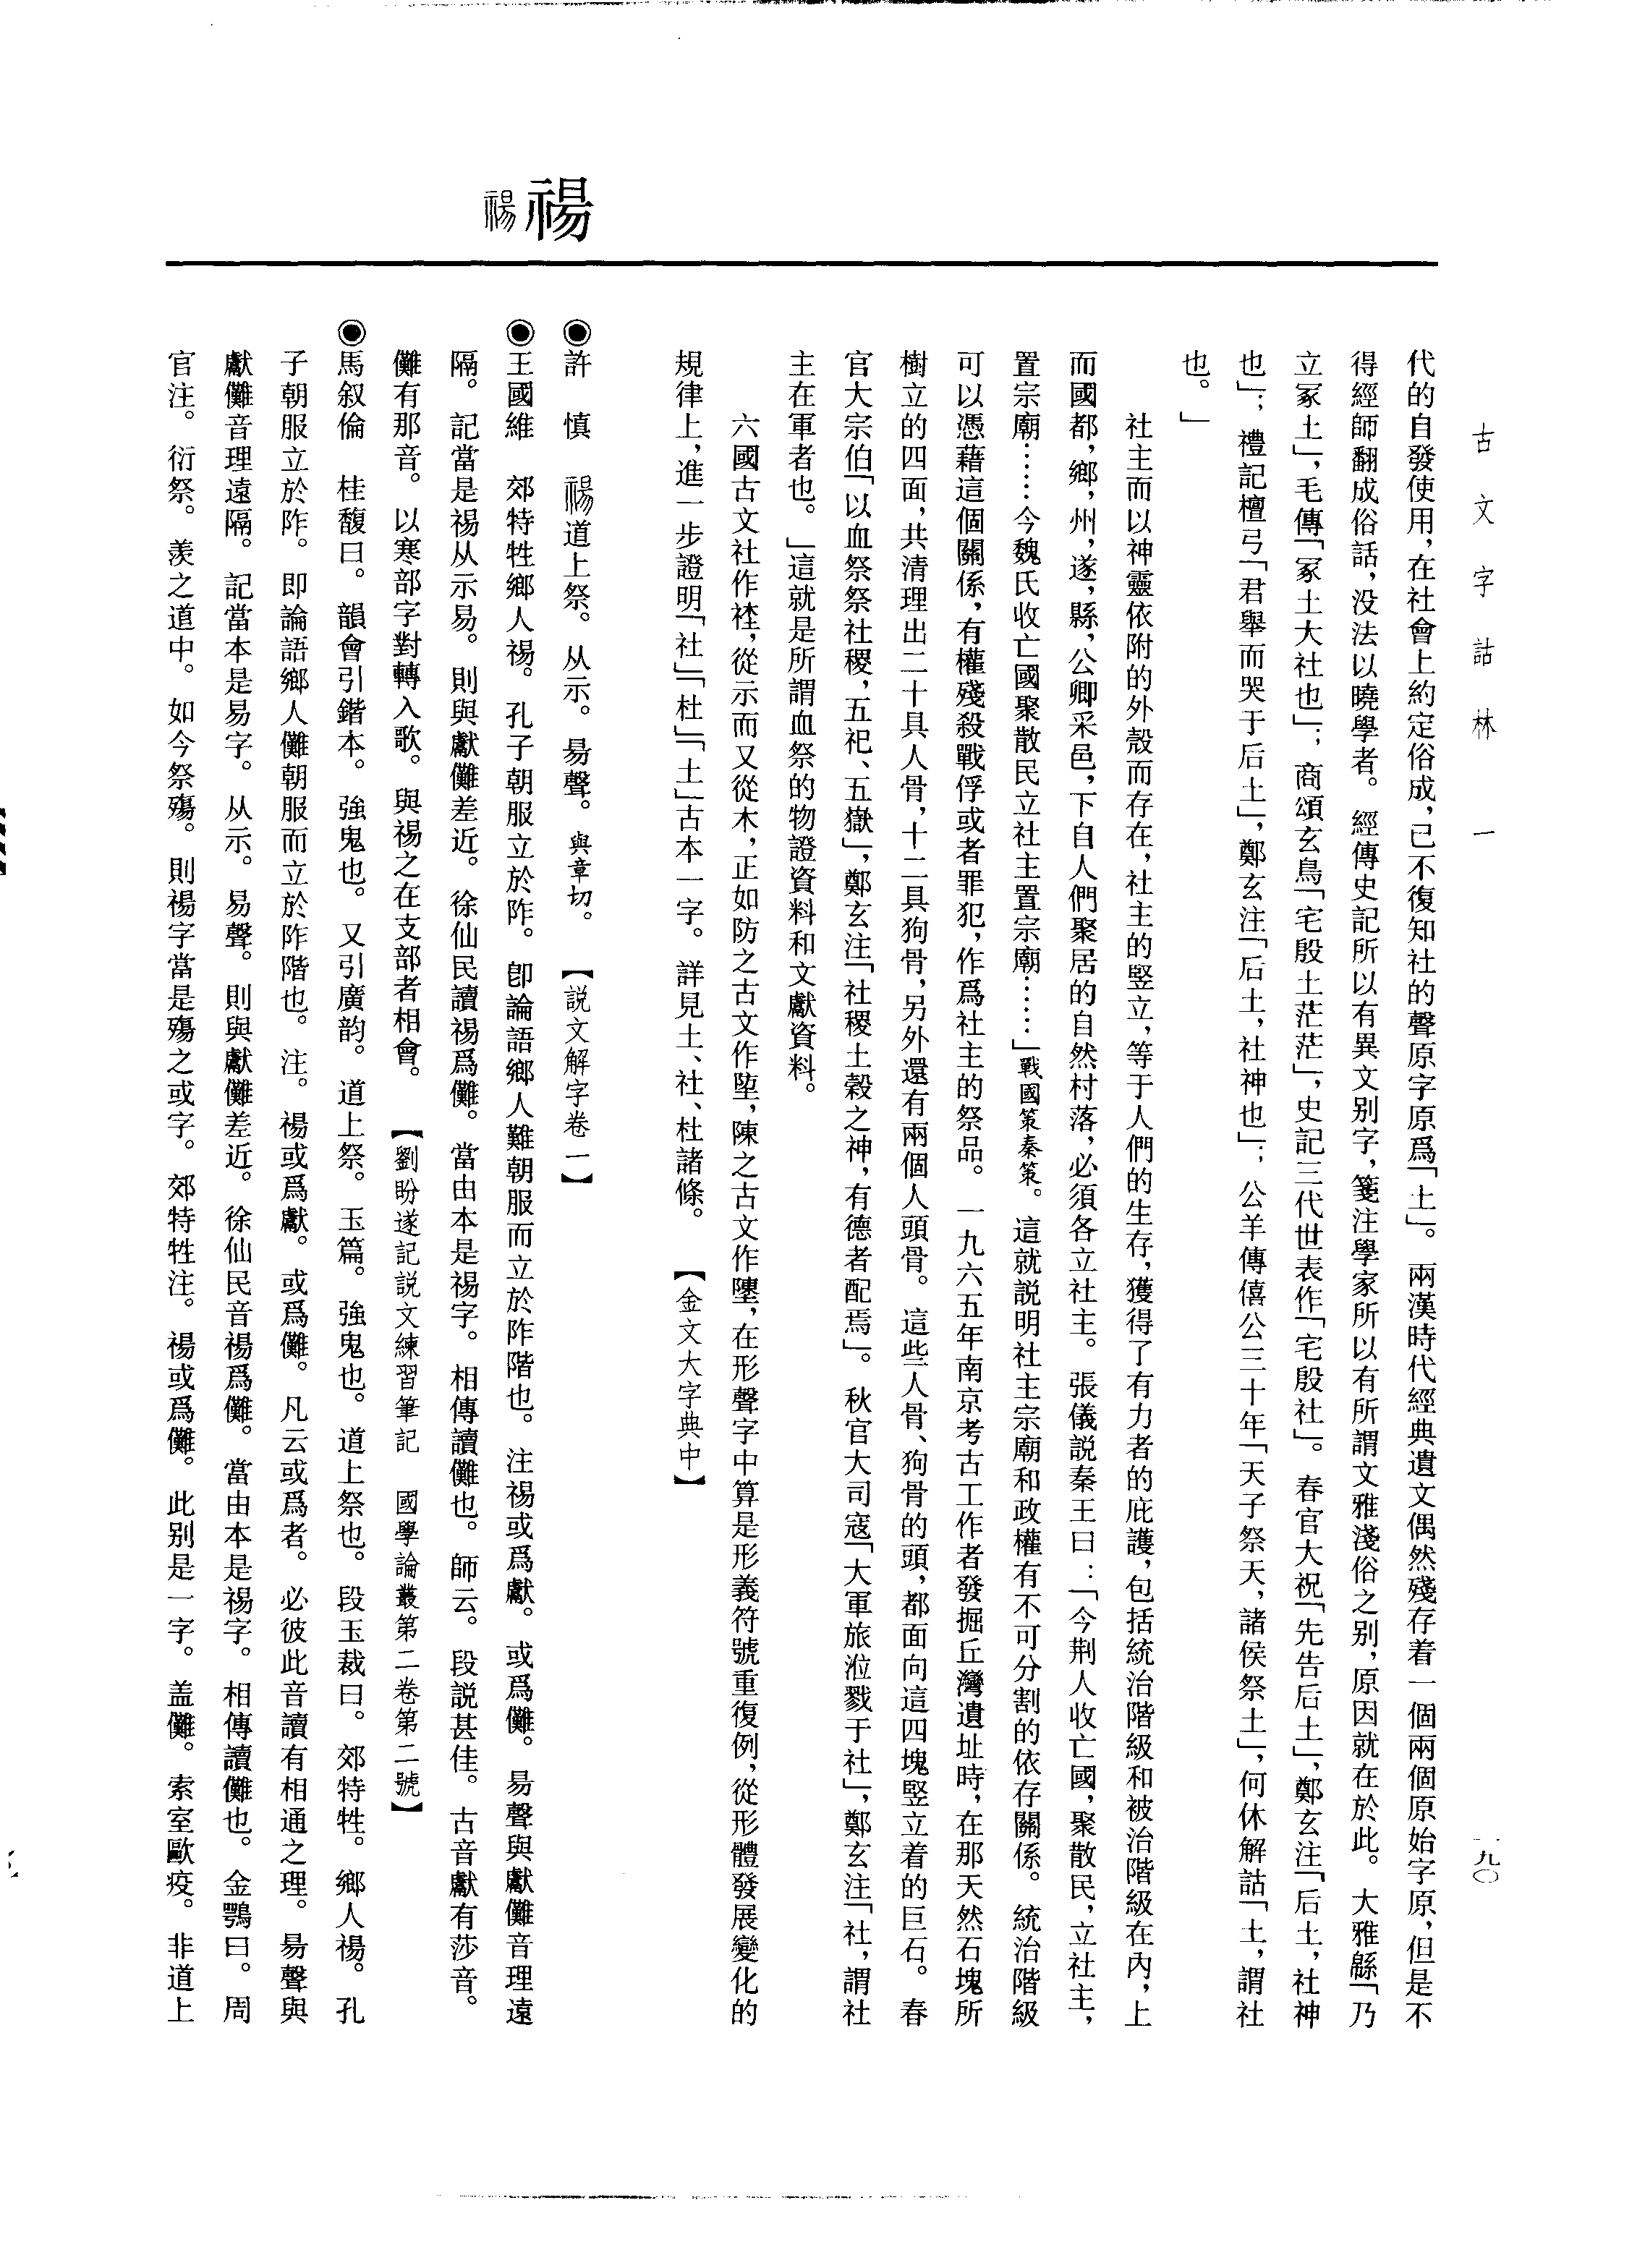 古文字詁林　一
一九〇
代的自發使用，在社會上約定俗成，已不復知社的聲原字原爲「土」。兩漢時代經典遺文偶然殘存着一個兩個原始字原，但是不
得經師翻成俗話，没法以曉學者。經傳史記所以有異文别字，箋注學家所以有所謂文雅淺俗之别，原因就在於此。大雅緜「乃
立冢土」，毛傳「冢土大社也」；商頌玄鳥「宅殷土茫茫」，史記三代世表作「宅殷社」。春官大祝「先告后土」，鄭玄注「后土，社神
也」；禮記檀弓「君舉而哭于后土」，鄭玄注「后土，社神也」；公羊傳僖公三十年「天子祭天，諸侯祭土」，何休解詁「土，謂社
也。」
社主而以神靈依附的外殼而存在，社主的竪立，等于人們的生存，獲得了有力者的庇護，包括統治階級和被治階級在內，上
而國都，鄉，州，遂，縣，公卿采邑，下自人們聚居的自然村落，必須各立社主。張儀説秦王曰：「今荆人收亡國，聚散民，立社主，
置宗廟……今魏氏收亡國聚散民立社主置宗廟……」戰國策秦策。這就説明社主宗廟和政權有不可分割的依存關係。統治階級
可以憑藉這個關係，有權殘殺戰俘或者罪犯，作爲社主的祭品。一九六五年南京考古工作者發掘丘灣遺址時，在那天然石塊所
樹立的四面，共清理出二十具人骨，十二具狗骨，另外還有兩個人頭骨。這些人骨、狗骨的頭，都面向這四塊竪立着的巨石。春
官大宗伯「以血祭祭社稷，五祀、五嶽」，鄭玄注「社稷土穀之神，有德者配焉」。秋官大司寇「大軍旅涖戮于社」，鄭玄注「社，謂社
主在軍者也。」這就是所謂血祭的物證資料和文獻資料。
六國古文社作䄕，從示而又從木，正如防之古文作埅，陳之古文作塦，在形聲字中算是形義符號重復例，從形體發展變化的
規律上，進一步證明「社」「杜」「土」古本一字。詳見土、社、杜諸條。【金文大字典中】
禓
禓
◉許　慎　禓道上祭。从示。昜聲。與章切。【説文解字卷一】
◉王國維　郊特牲鄉人禓。孔子朝服立於阼。卽論語鄉人難朝服而立於阼階也。注禓或爲獻。或爲儺。昜聲與獻儺音理遠
隔。記當是禓从示易。則與獻儺差近。徐仙民讀禓爲儺。當由本是禓字。相傳讀儺也。師云。段説甚佳。古音獻有莎音。
儺有那音。以寒部字對轉入歌。與禓之在支部者相會。【劉盼遂記説文練習筆記　國學論叢第二卷第二號】
◉馬叙倫　桂馥曰。韻會引鍇本。強鬼也。又引廣韵。道上祭。玉篇。強鬼也。道上祭也。段玉裁曰。郊特牲。鄉人禓。孔
子朝服立於阼。即論語鄉人儺朝服而立於阼階也。注。禓或爲獻。或爲儺。凡云或爲者。必彼此音讀有相通之理。昜聲與
獻儺音理遠隔。記當本是易字。从示。易聲。則與獻儺差近。徐仙民音禓爲儺。當由本是禓字。相傳讀儺也。金鶚曰。周
官注。衍祭。羨之道中。如今祭殤。則禓字當是殤之或字。郊特牲注。禓或爲儺。此别是一字。盖儺。索室歐疫。非道上